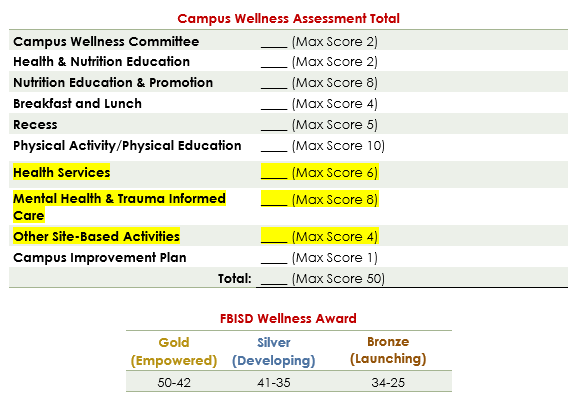 Campus Wellness Assessment Total
Campus Wellness Committee ____ (Max Score 2)
Health & Nutrition Education ____ (Max Score 2)
Nutrition Education & Promotion ____ (Max Score 8)
Breakfast and Lunch ____ (Max Score 4)
Recess ____ (Max Score 5)
Physical Activity/Physical Education ____ (Max Score 10)
Health Services ____ (Max Score 6)
Mental Health & Trauma Informed ____ (Max Score 8)
Care
Other Site-Based Activities ____ (Max Score 4)
Campus Improvement Plan ____ (Max Score 1)
Total: ____ (Max Score 50)
FBISD Wellness Award
Gold Silver Bronze
(Empowered) (Developing) (Launching)
50-42 41-35 34-25